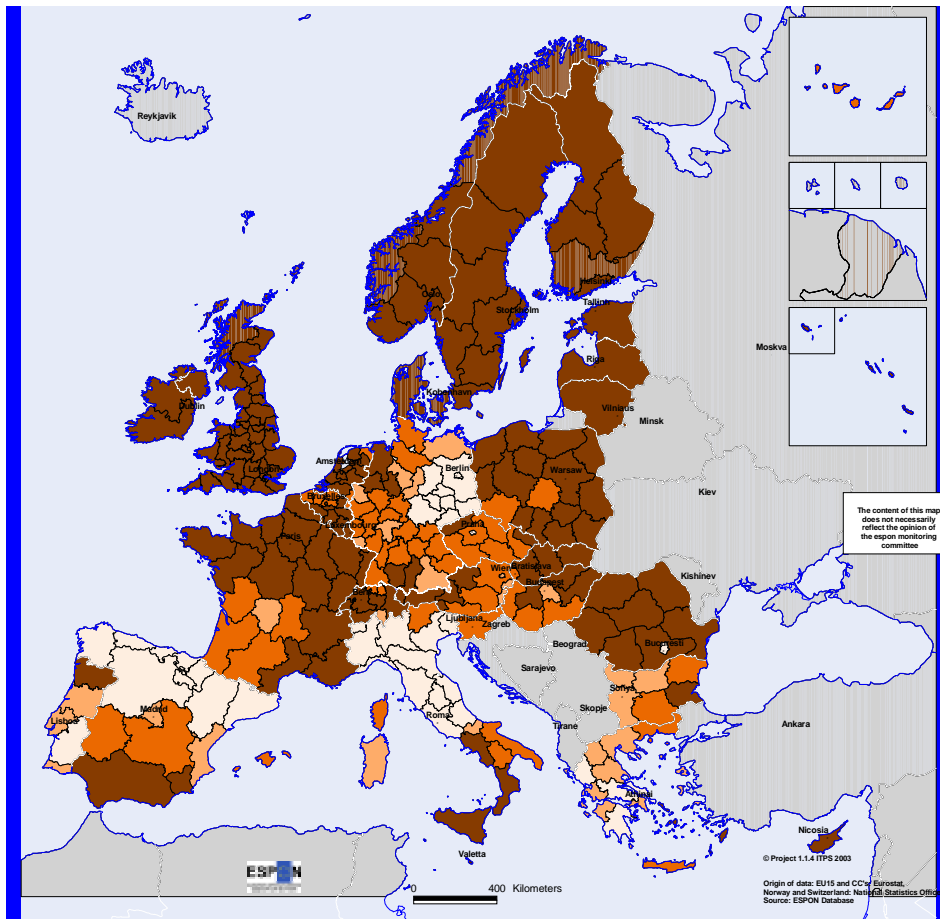 Reykjavik
Oslo
Helsinki
Stockholm
Tallinn
Moskva
Riga
Kobenhavn
Dublin
Vilnius
Minsk
London
Amsterdam
Berlin
Warsaw
Kiev
Bruxelles
The content of this map
does not necessarily
reflect the opinion of
the espon monitoring
committee
Luxembourg
Praha
Paris
Wien
Bratislava
Budapest
Kishinev
Bern
Ljubljana
Zagreb
Beograd
Bucuresti
Sarajevo
Sofiya
Madrid
Lisboa
Roma
Skopje
Tirane
Ankara
Athinai
Nicosia
Valetta
© Project 1.1.4 ITPS 2003
ESPON
0 400 Kilometers
Origin of data: EU15 and CC's: Eurostat,
Norway and Switzerland: National Statistics Offic
Source: ESPON Database